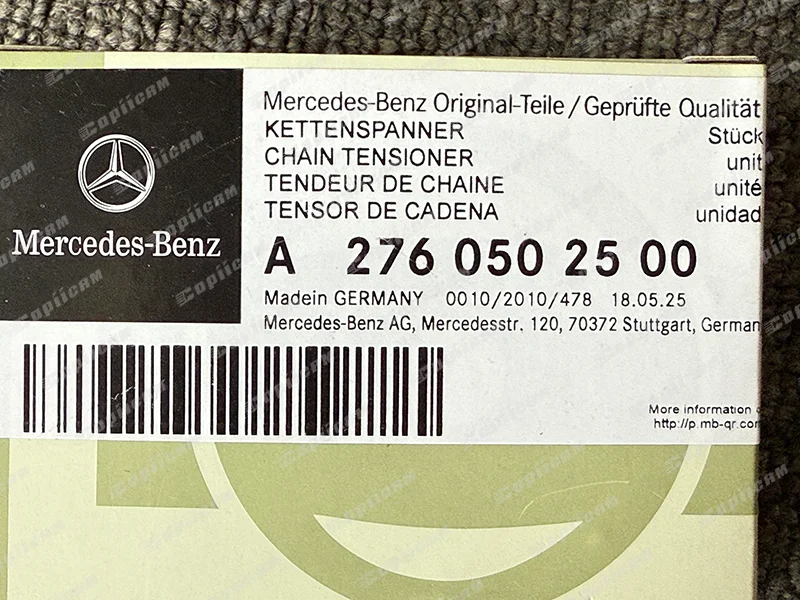 Mercedes-Benz
Mercedes-Benz Original-Teile/Geprüfte Qualität
KETTENSPANNER Stück
CHAIN TENSIONER unit
TENDEUR DE CHAINE unité
TENSOR DE CADENA unidad
A 276 050 25 00
Madein GERMANY 0010/2010/478 18.05.25
Mercedes-Benz AG, Mercedesstr. 120, 70372 Stuttgart, German
More information
http://p.mb-qr.com
CopiiCAM